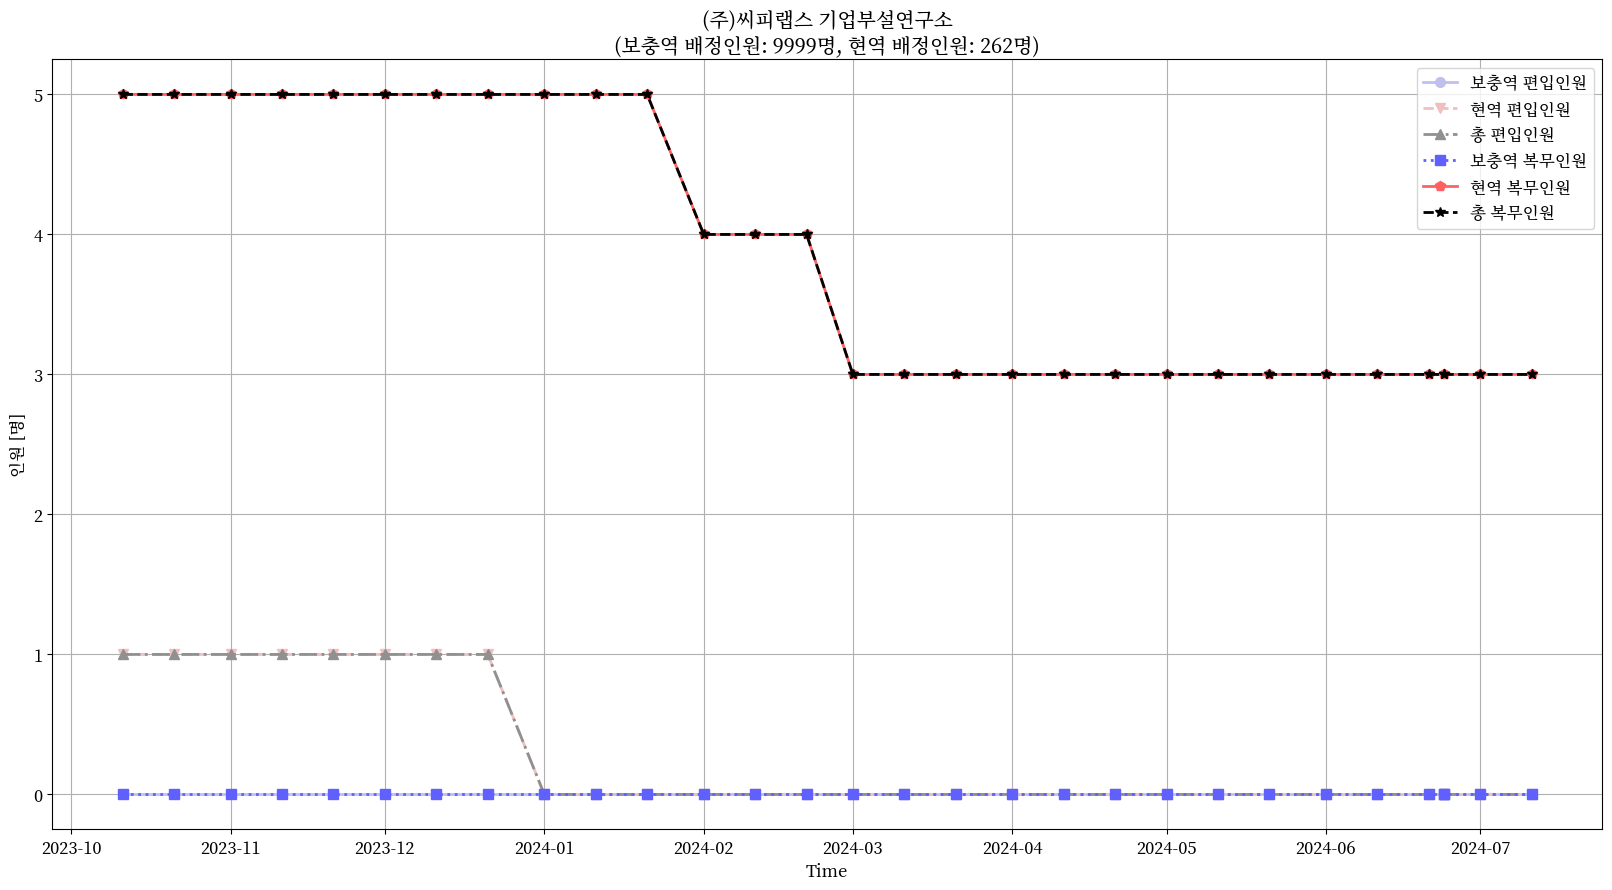 (주)씨피랩스 기업부설연구소
(보충역 배정인원: 9999명, 현역 배정인원: 262명)
보충역 편입인원
현역 편입인원
총 편입인원
보충역 복무인원
현역 복무인원
총 복무인원
인원 [명]
5
4
3
2
1
0
2023-10 2023-11 2023-12 2024-01 2024-02 2024-03 2024-04 2024-05 2024-06 2024-07
Time